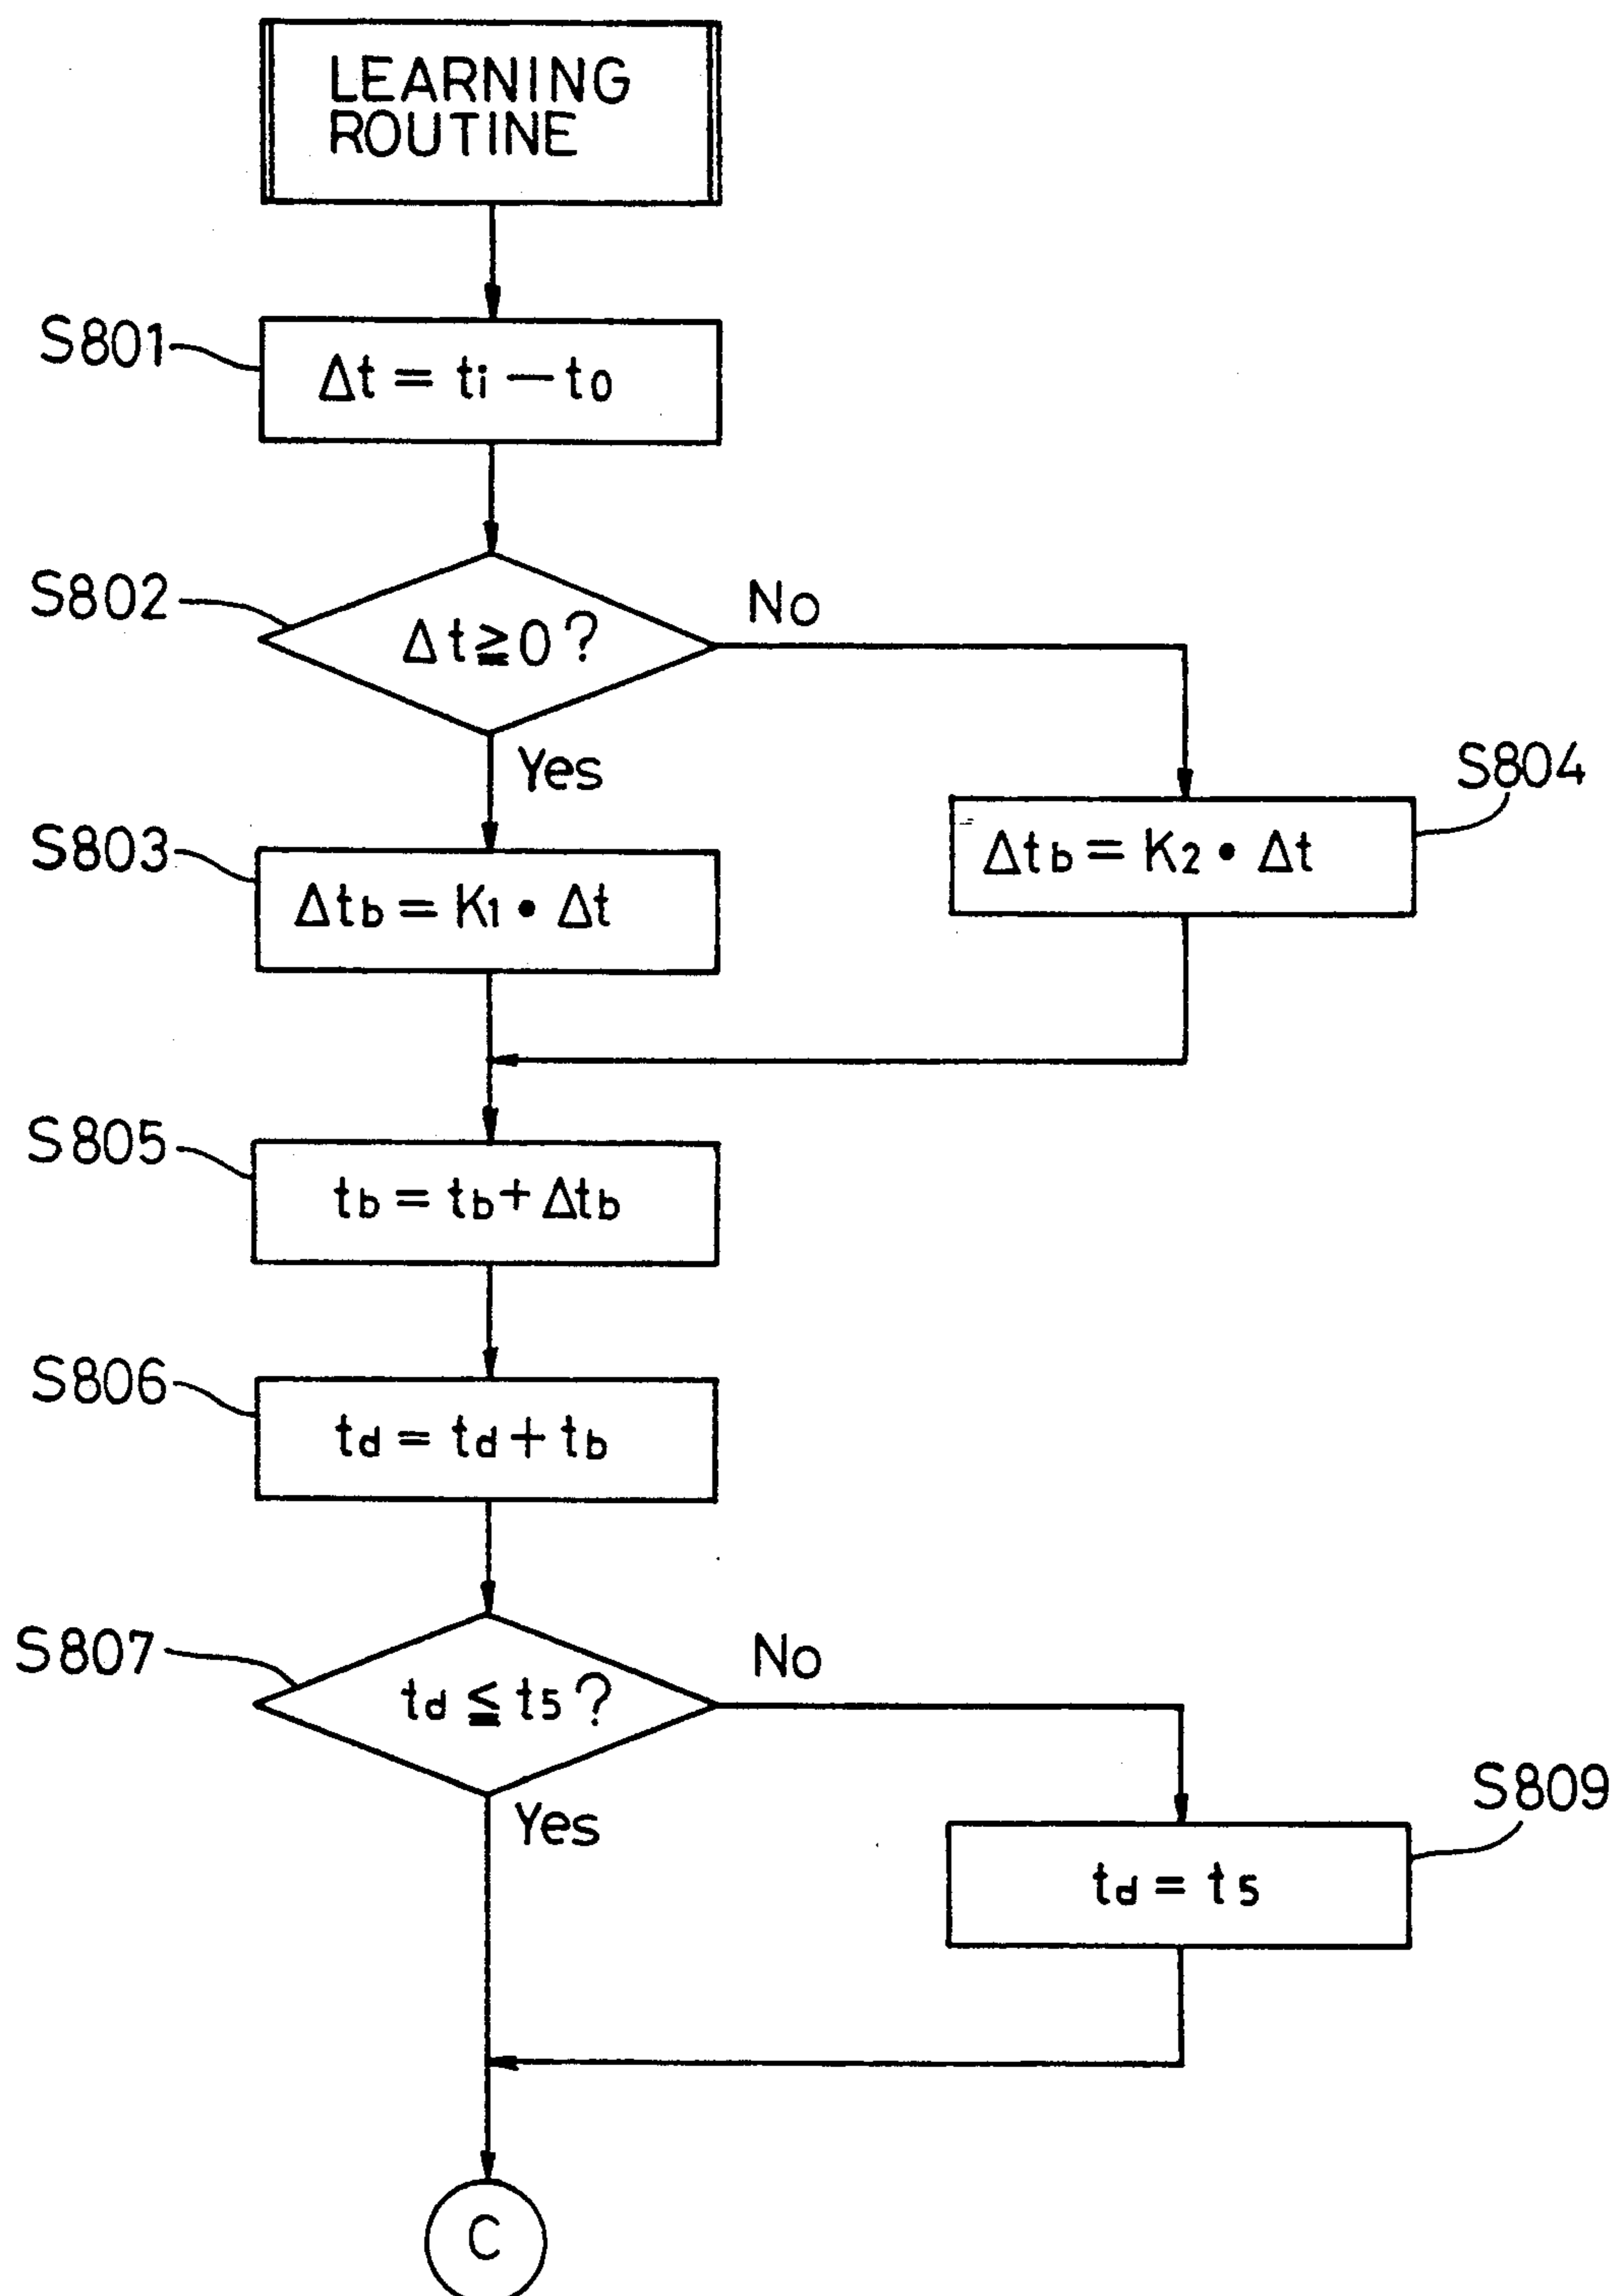 LEARNING
ROUTINE
S801
Δt = ti − to
S802
Δt ≧ 0 ?
No
Yes
S804
Δtb = K2 • Δt
S803
Δtb = K1 • Δt
S805
tb = tb + Δtb
S806
td = td + tb
S807
td ≦ t5 ?
No
Yes
S809
td = t5
C